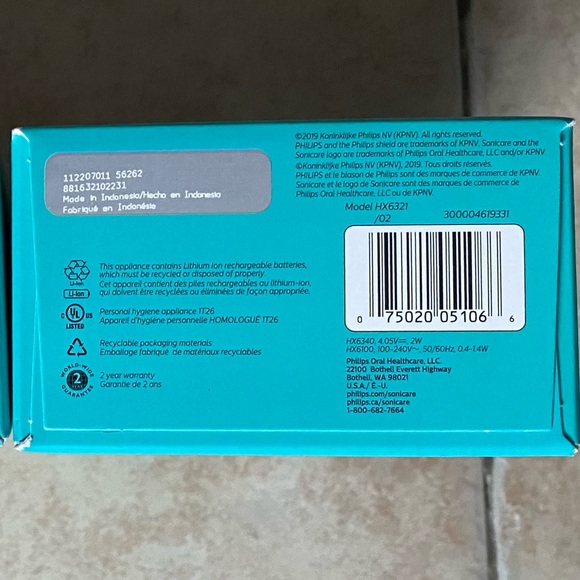 ©2019 Koninklijke Philips NV (KPNV). All rights reserved.
PHILIPS and the Philips shield are trademarks of KPNV. Sonicare and the
Sonicare logo are trademarks of Philips Oral Healthcare, LLC and/or KPNV.
©Koninklijke Philips NV (KPNV), 2019. Tous droits réservés.
PHILIPS et le blason de Philips sont des marques de commerce de KPNV.
Sonicare et le logo de Sonicare sont des marques de commerce de
Philips Oral Healthcare, LLC ou de KPNV.
112207011 56262
881632102231
Made in Indonesia/Hecho en Indonesia
Fabriqué en Indonésie
Model HX6321
/02
300004619331
0 75020 05106 6
This appliance contains Lithium Ion rechargeable batteries,
which must be recycled or disposed of properly.
Cet appareil contient des piles rechargeables au lithium-ion,
qui doivent être recyclées ou éliminées de façon appropriée.
Li-Ion
Li-Ion
C UL US
LISTED
Personal hygiene appliance 1T26
Appareil d'hygiène personnelle HOMOLOGUÉ 1T26
Recyclable packaging materials
Emballage fabriqué de matériaux recyclables
WORLD-WIDE
2
GUARANTEE
2 year warranty
Garantie de 2 ans
HX6340, 4.05V⎓, 2W
HX6100, 100-240V~, 50/60Hz, 0.4-1.4W
Philips Oral Healthcare, LLC.
22100 Bothell Everett Highway
Bothell, WA 98021
U.S.A./ É.-U.
philips.com/sonicare
philips.ca/sonicare
1-800-682-7664